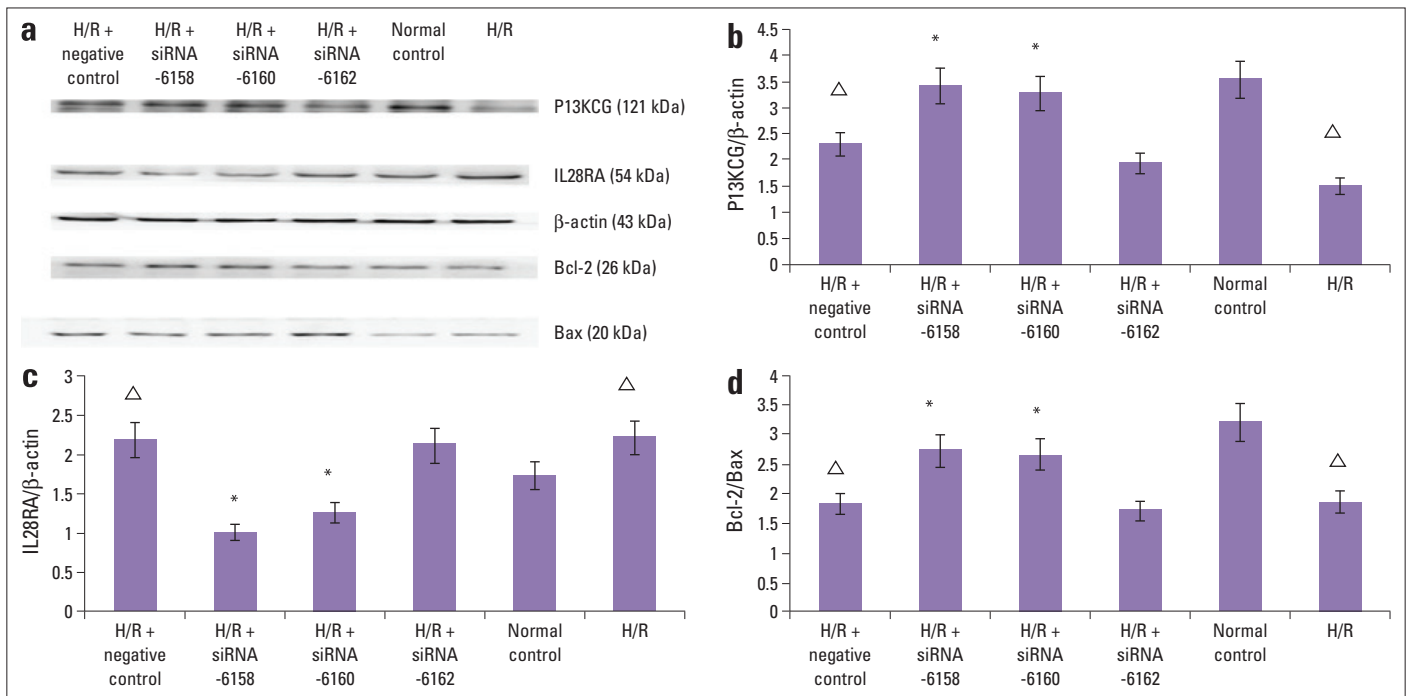 a
H/R + negative control
H/R + siRNA -6158
H/R + siRNA -6160
H/R + siRNA -6162
Normal control
H/R
P13KCG (121 kDa)
IL28RA (54 kDa)
β-actin (43 kDa)
Bcl-2 (26 kDa)
Bax (20 kDa)
b
P13KCG/β-actin
4.5
4
3.5
3
2.5
2
1.5
1
0.5
0
△
*
*
△
H/R + negative control
H/R + siRNA -6158
H/R + siRNA -6160
H/R + siRNA -6162
Normal control
H/R
c
IL28RA/β-actin
3
2.5
2
1.5
1
0.5
0
△
*
*
△
H/R + negative control
H/R + siRNA -6158
H/R + siRNA -6160
H/R + siRNA -6162
Normal control
H/R
d
Bcl-2/Bax
4
3.5
3
2.5
2
1.5
1
0.5
0
△
*
*
△
H/R + negative control
H/R + siRNA -6158
H/R + siRNA -6160
H/R + siRNA -6162
Normal control
H/R